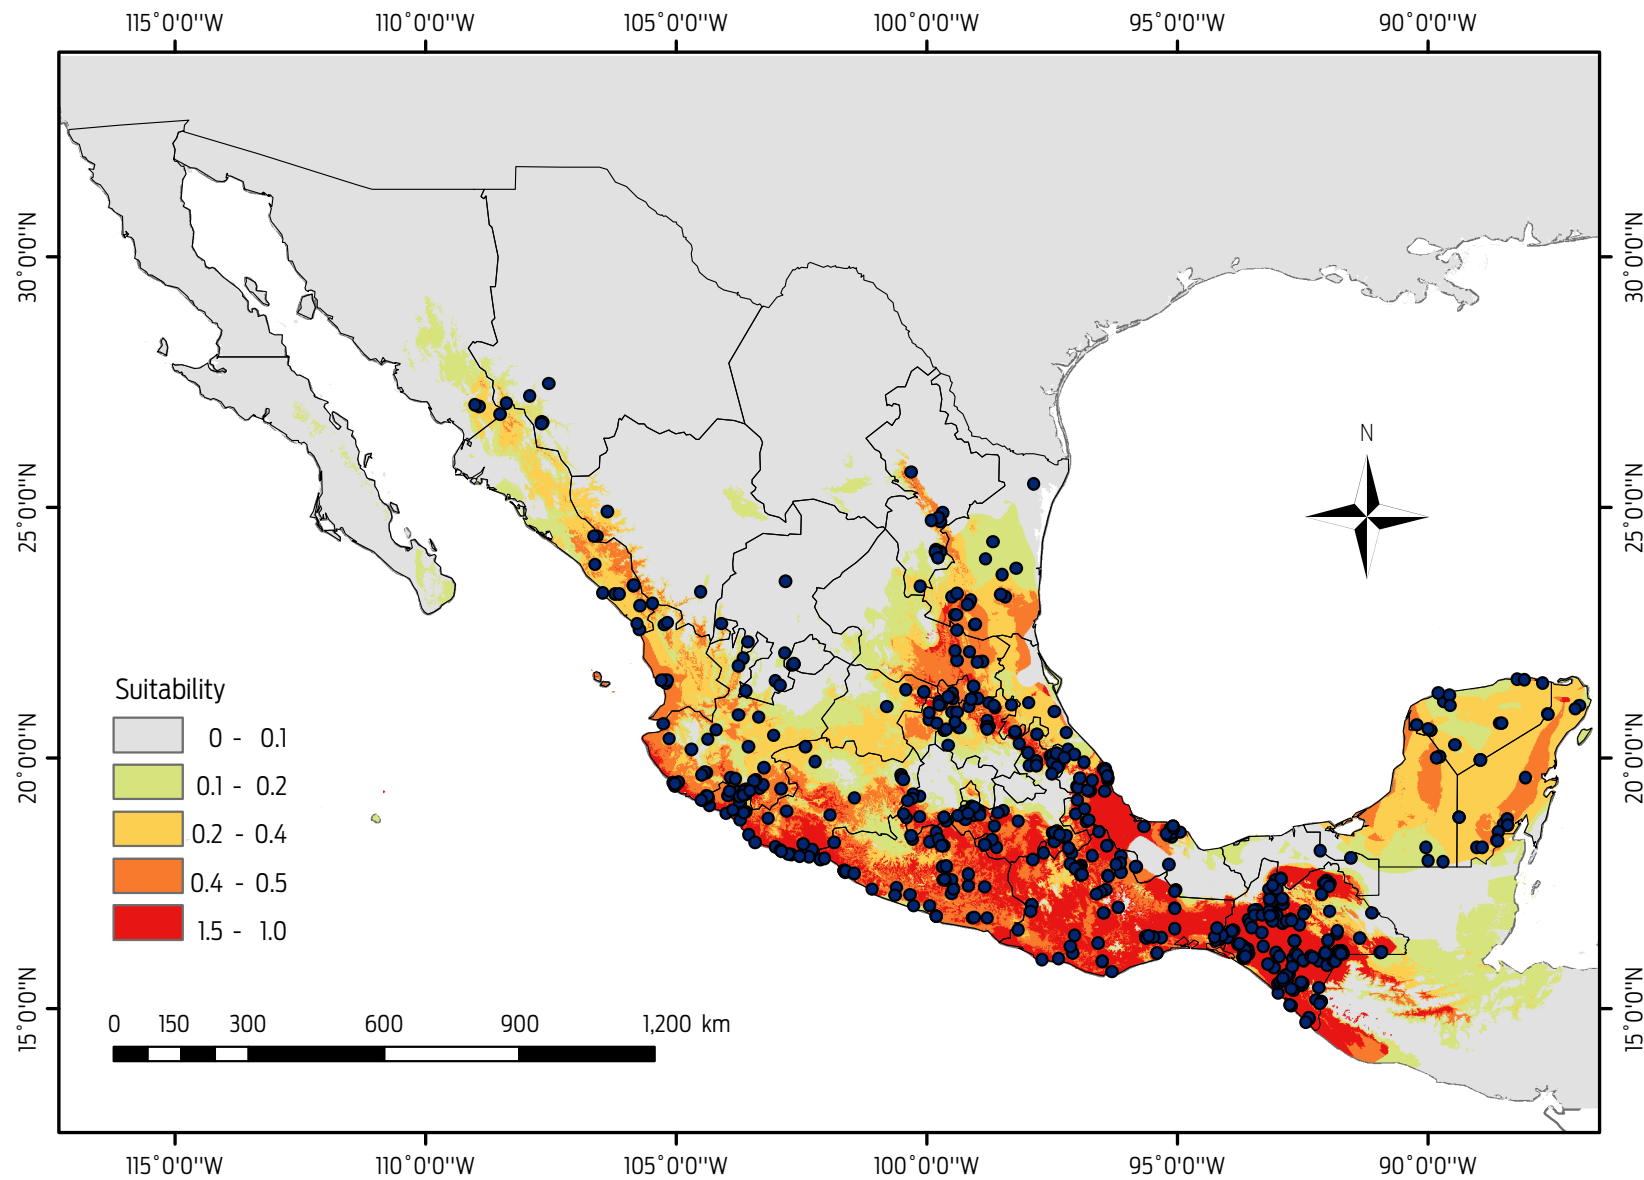 115°0'0"W 110°0'0"W 105°0'0"W 100°0'0"W 95°0'0"W 90°0'0"W
30°0'0"N 30°0'0"N
N
25°0'0"N 25°0'0"N
Suitability
0 - 0.1
0.1 - 0.2
20°0'0"N 20°0'0"N
0.2 - 0.4
0.4 - 0.5
1.5 - 1.0
15°0'0"N 15°0'0"N
0 150 300 600 900 1,200 km
115°0'0"W 110°0'0"W 105°0'0"W 100°0'0"W 95°0'0"W 90°0'0"W